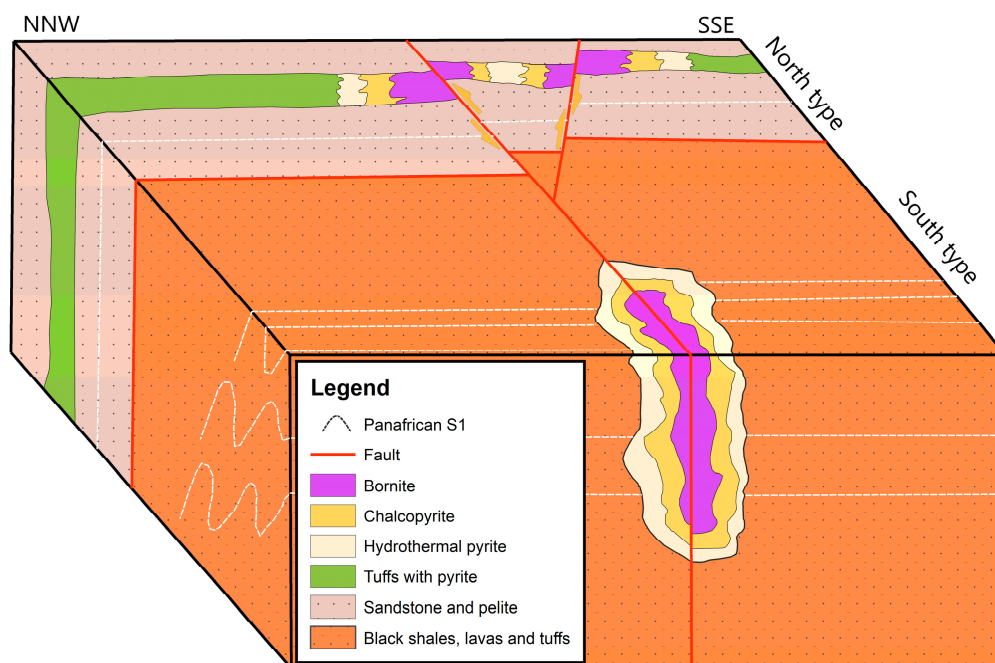 NNW
SSE
North type
South type
Legend
Panafrican S1
Fault
Bornite
Chalcopyrite
Hydrothermal pyrite
Tuffs with pyrite
Sandstone and pelite
Black shales, lavas and tuffs